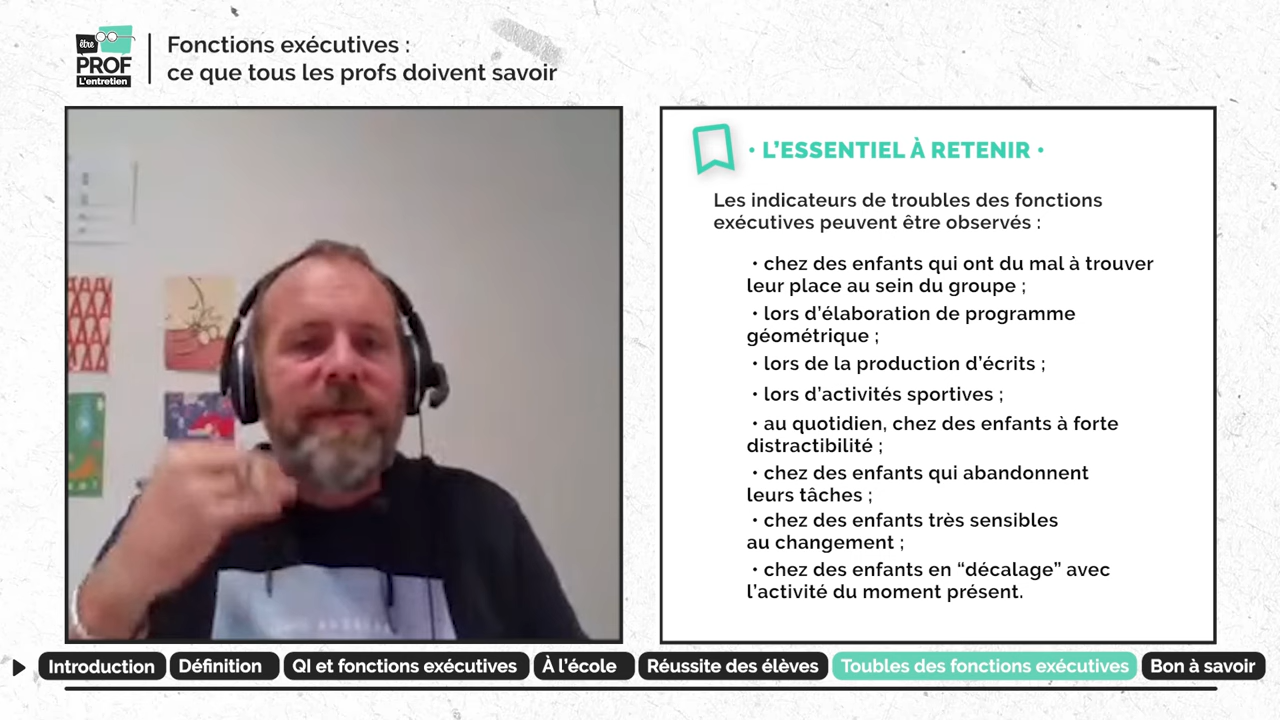 être
PROF
L'entretien
Fonctions exécutives :
ce que tous les profs doivent savoir
• L'ESSENTIEL À RETENIR •
Les indicateurs de troubles des fonctions
exécutives peuvent être observés :
• chez des enfants qui ont du mal à trouver
leur place au sein du groupe ;
• lors d'élaboration de programme
géométrique ;
• lors de la production d'écrits ;
• lors d'activités sportives ;
• au quotidien, chez des enfants à forte
distractibilité ;
• chez des enfants qui abandonnent
leurs tâches ;
• chez des enfants très sensibles
au changement ;
• chez des enfants en “décalage” avec
l'activité du moment présent.
Introduction
Définition
QI et fonctions exécutives
À l'école
Réussite des élèves
Toubles des fonctions exécutives
Bon à savoir